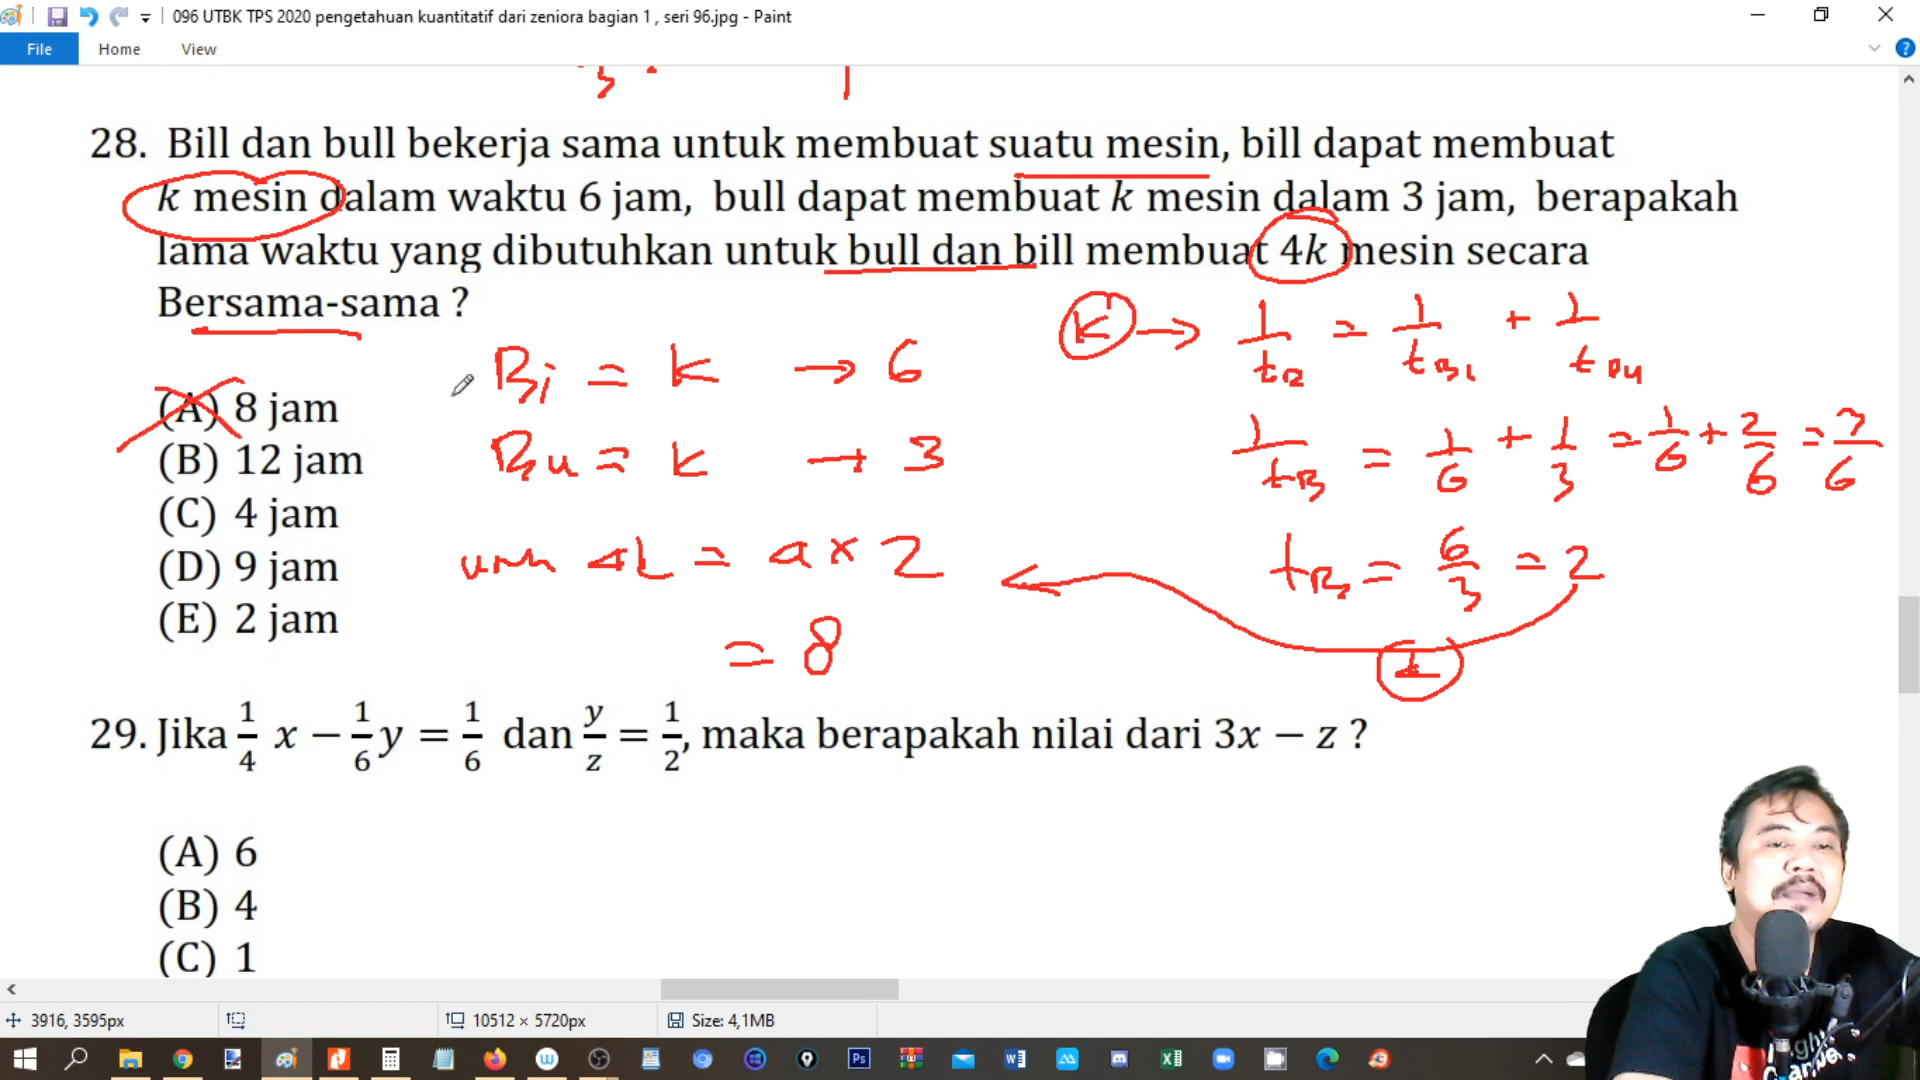 096 UTBK TPS 2020 pengetahuan kuantitatif dari zeniora bagian 1 , seri 96.jpg - Paint
File Home View
28. Bill dan bull bekerja sama untuk membuat suatu mesin, bill dapat membuat
k mesin dalam waktu 6 jam, bull dapat membuat k mesin dalam 3 jam, berapakah
lama waktu yang dibutuhkan untuk bull dan bill membuat 4k mesin secara
Bersama-sama ?
k → 1/tB = 1/tBi + 1/tBu
Bi = k → 6
(A) 8 jam
Bu = k → 3
1/tB = 1/6 + 1/3 = 1/6 + 2/6 = 3/6
(B) 12 jam
(C) 4 jam
4k = 4 x 2
tB = 6/3 = 2
(D) 9 jam
(E) 2 jam
= 8
29. Jika 1/4 x − 1/6 y = 1/6 dan y/z = 1/2, maka berapakah nilai dari 3x − z ?
(A) 6
(B) 4
(C) 1
3916, 3595px
10512 × 5720px
Size: 4,1MB